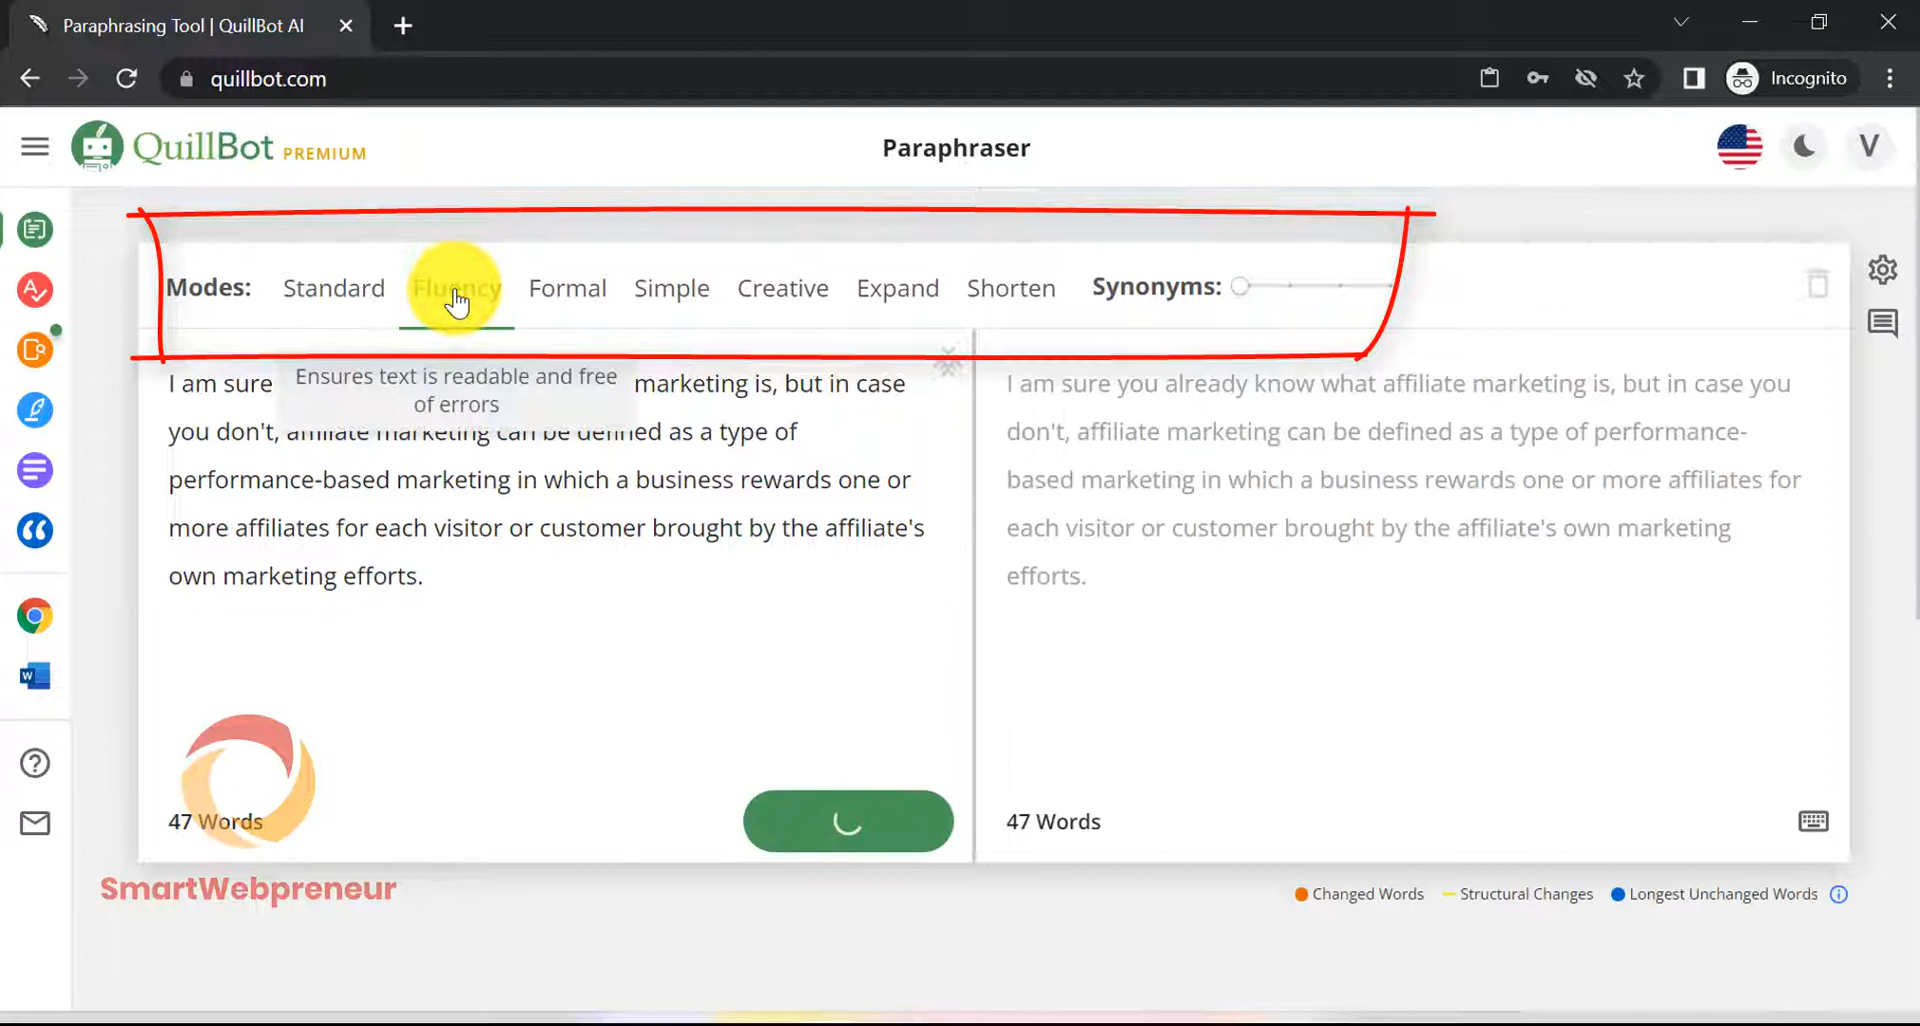 Paraphrasing Tool | QuillBot AI
quillbot.com
Incognito
QuillBot PREMIUM
Paraphraser
V
Modes: Standard Fluency Formal Simple Creative Expand Shorten Synonyms:
Ensures text is readable and free
of errors
I am sure marketing is, but in case
you don't, affiliate marketing can be defined as a type of
performance-based marketing in which a business rewards one or
more affiliates for each visitor or customer brought by the affiliate's
own marketing efforts.
47 Words
I am sure you already know what affiliate marketing is, but in case you
don't, affiliate marketing can be defined as a type of performance-
based marketing in which a business rewards one or more affiliates for
each visitor or customer brought by the affiliate's own marketing
efforts.
47 Words
SmartWebpreneur
Changed Words Structural Changes Longest Unchanged Words